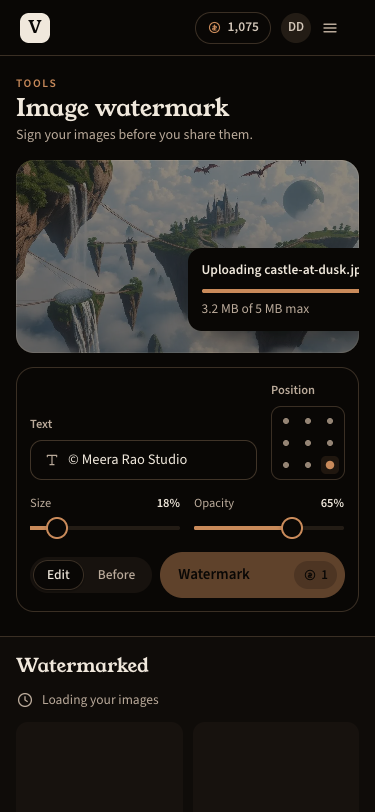 V
1,075
DD
TOOLS
Image watermark
Sign your images before you share them.
Uploading castle-at-dusk.jp
3.2 MB of 5 MB max
Position
Text
© Meera Rao Studio
Size 18%
Opacity 65%
Edit
Before
Watermark
1
Watermarked
Loading your images